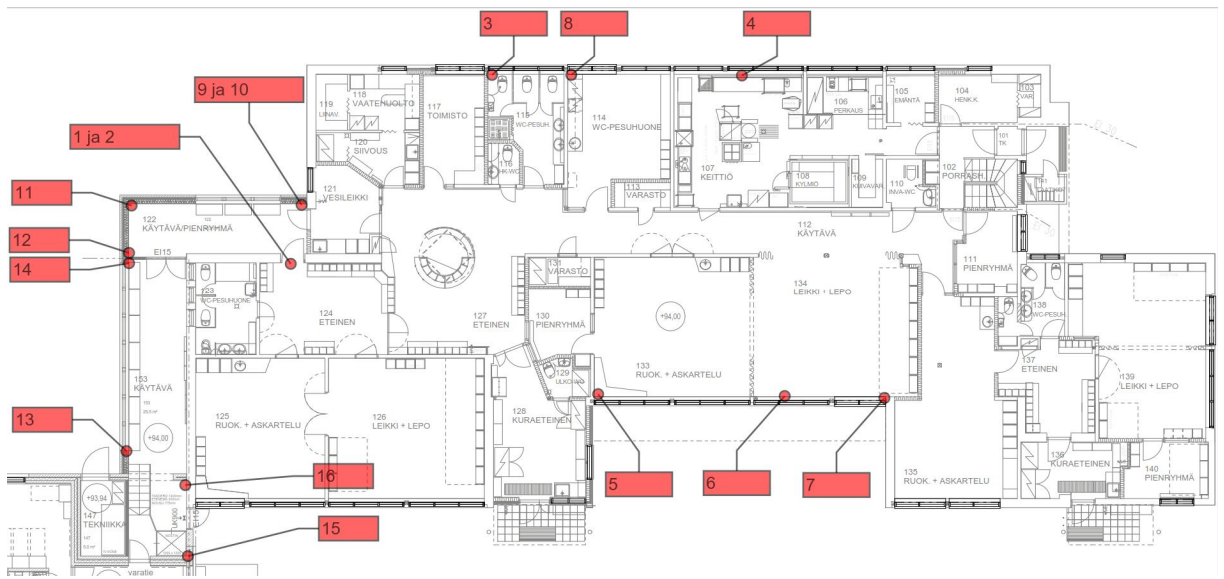 3
8
4
9 ja 10
1 ja 2
11
12
14
13
16
15
5
6
7
119
118
VAATEHUOLTO
120
SIIVOUS
117
TOIMISTO
115
WC-PESUH.
116
HK-WC
114
WC-PESUHUONE
113
VARASTO
107
KEITTIÖ
106
PERKAUS
105
EMÄNTÄ
104
HENK.K.
103
VAR.
101
TK
102
PORRASH.
108
KYLMIÖ
109
KUIVAVAR.
110
INVA-WC
112
KÄYTÄVÄ
111
PIENRYHMÄ
121
VESILEIKKI
122
KÄYTÄVÄ/PIENRYHMÄ
EI15
123
WC-PESUHUONE
124
ETEINEN
127
ETEINEN
131
VARASTO
130
PIENRYHMÄ
129
+94,00
133
RUOK. + ASKARTELU
134
LEIKKI + LEPO
138
WC-PESUH.
137
ETEINEN
139
LEIKKI + LEPO
153
KÄYTÄVÄ
+94,00
125
RUOK. + ASKARTELU
126
LEIKKI + LEPO
128
KURAETEINEN
135
RUOK. + ASKARTELU
136
KURAETEINEN
140
PIENRYHMÄ
+93,94
147
TEKNIIKKA
EI15
varatie